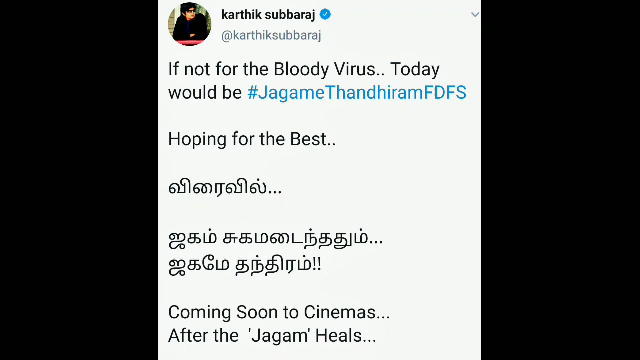 karthik subbaraj
@karthiksubbaraj
If not for the Bloody Virus.. Today
would be #JagameThandhiramFDFS
Hoping for the Best..
விரைவில்...
ஜகம் சுகமடைந்ததும்...
ஜகமே தந்திரம்!!
Coming Soon to Cinemas...
After the 'Jagam' Heals...